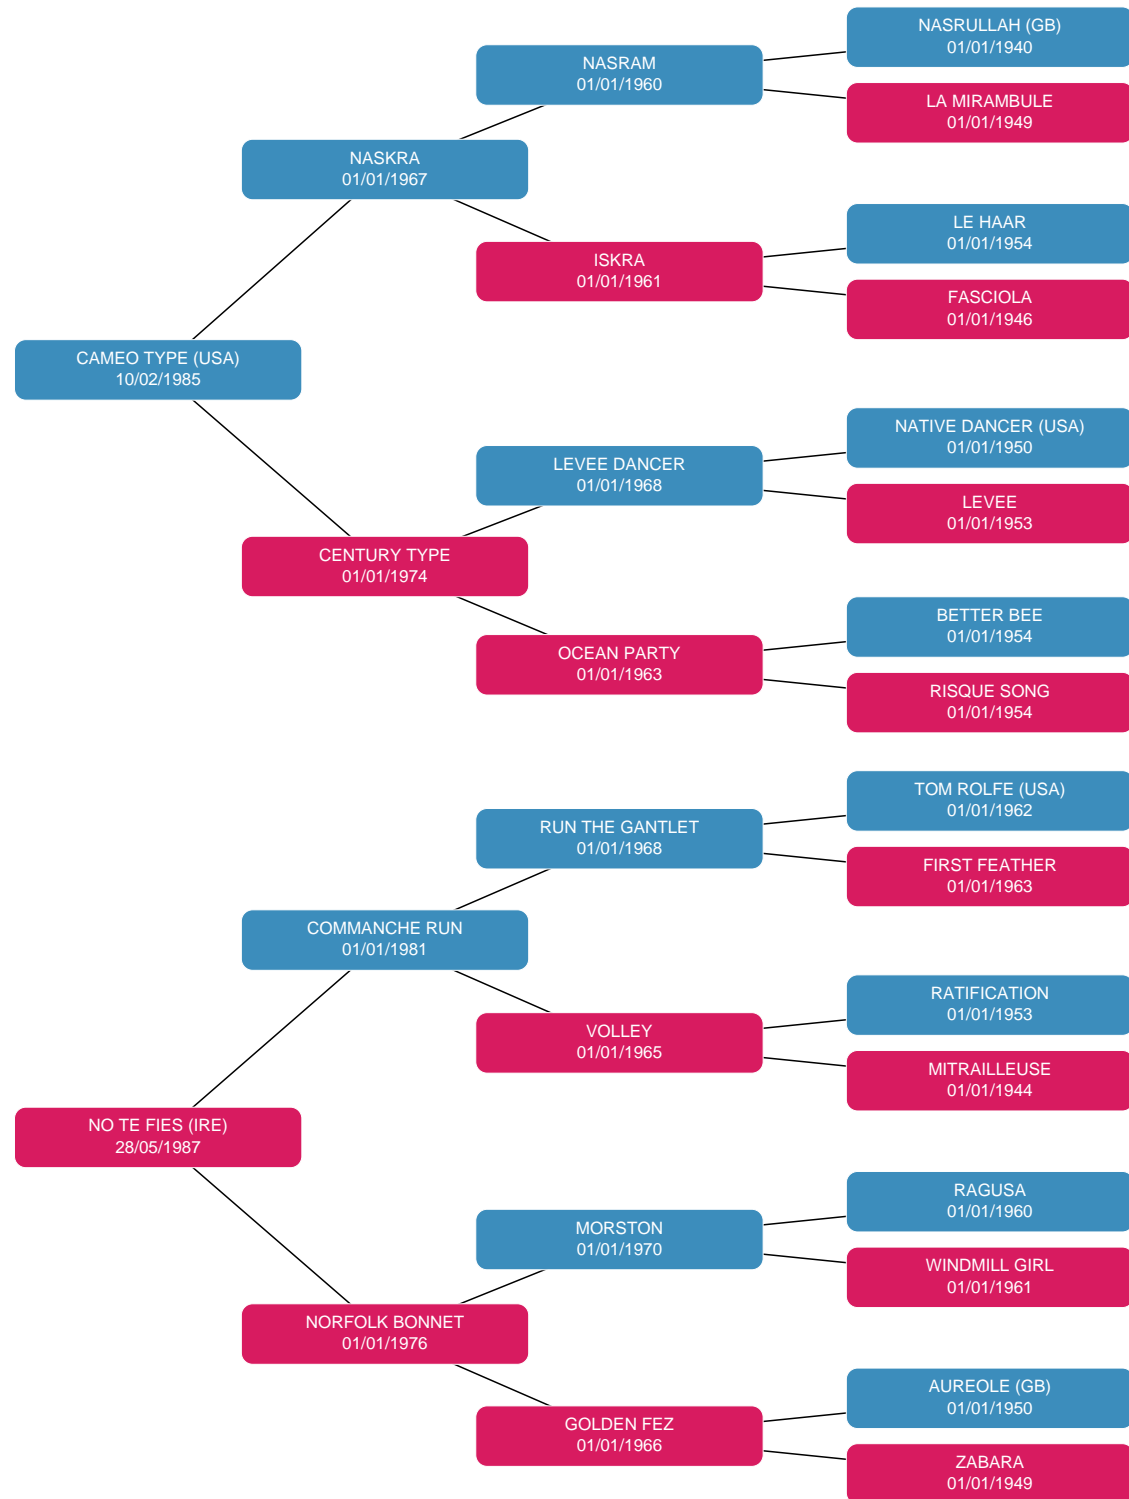 NASRULLAH (GB)
01/01/1940
NASRAM
01/01/1960
LA MIRAMBULE
01/01/1949
NASKRA
01/01/1967
LE HAAR
01/01/1954
ISKRA
01/01/1961
FASCIOLA
01/01/1946
CAMEO TYPE (USA)
10/02/1985
NATIVE DANCER (USA)
01/01/1950
LEVEE DANCER
01/01/1968
LEVEE
01/01/1953
CENTURY TYPE
01/01/1974
BETTER BEE
01/01/1954
OCEAN PARTY
01/01/1963
RISQUE SONG
01/01/1954
TOM ROLFE (USA)
01/01/1962
RUN THE GANTLET
01/01/1968
FIRST FEATHER
01/01/1963
COMMANCHE RUN
01/01/1981
RATIFICATION
01/01/1953
VOLLEY
01/01/1965
MITRAILLEUSE
01/01/1944
NO TE FIES (IRE)
28/05/1987
RAGUSA
01/01/1960
MORSTON
01/01/1970
WINDMILL GIRL
01/01/1961
NORFOLK BONNET
01/01/1976
AUREOLE (GB)
01/01/1950
GOLDEN FEZ
01/01/1966
ZABARA
01/01/1949